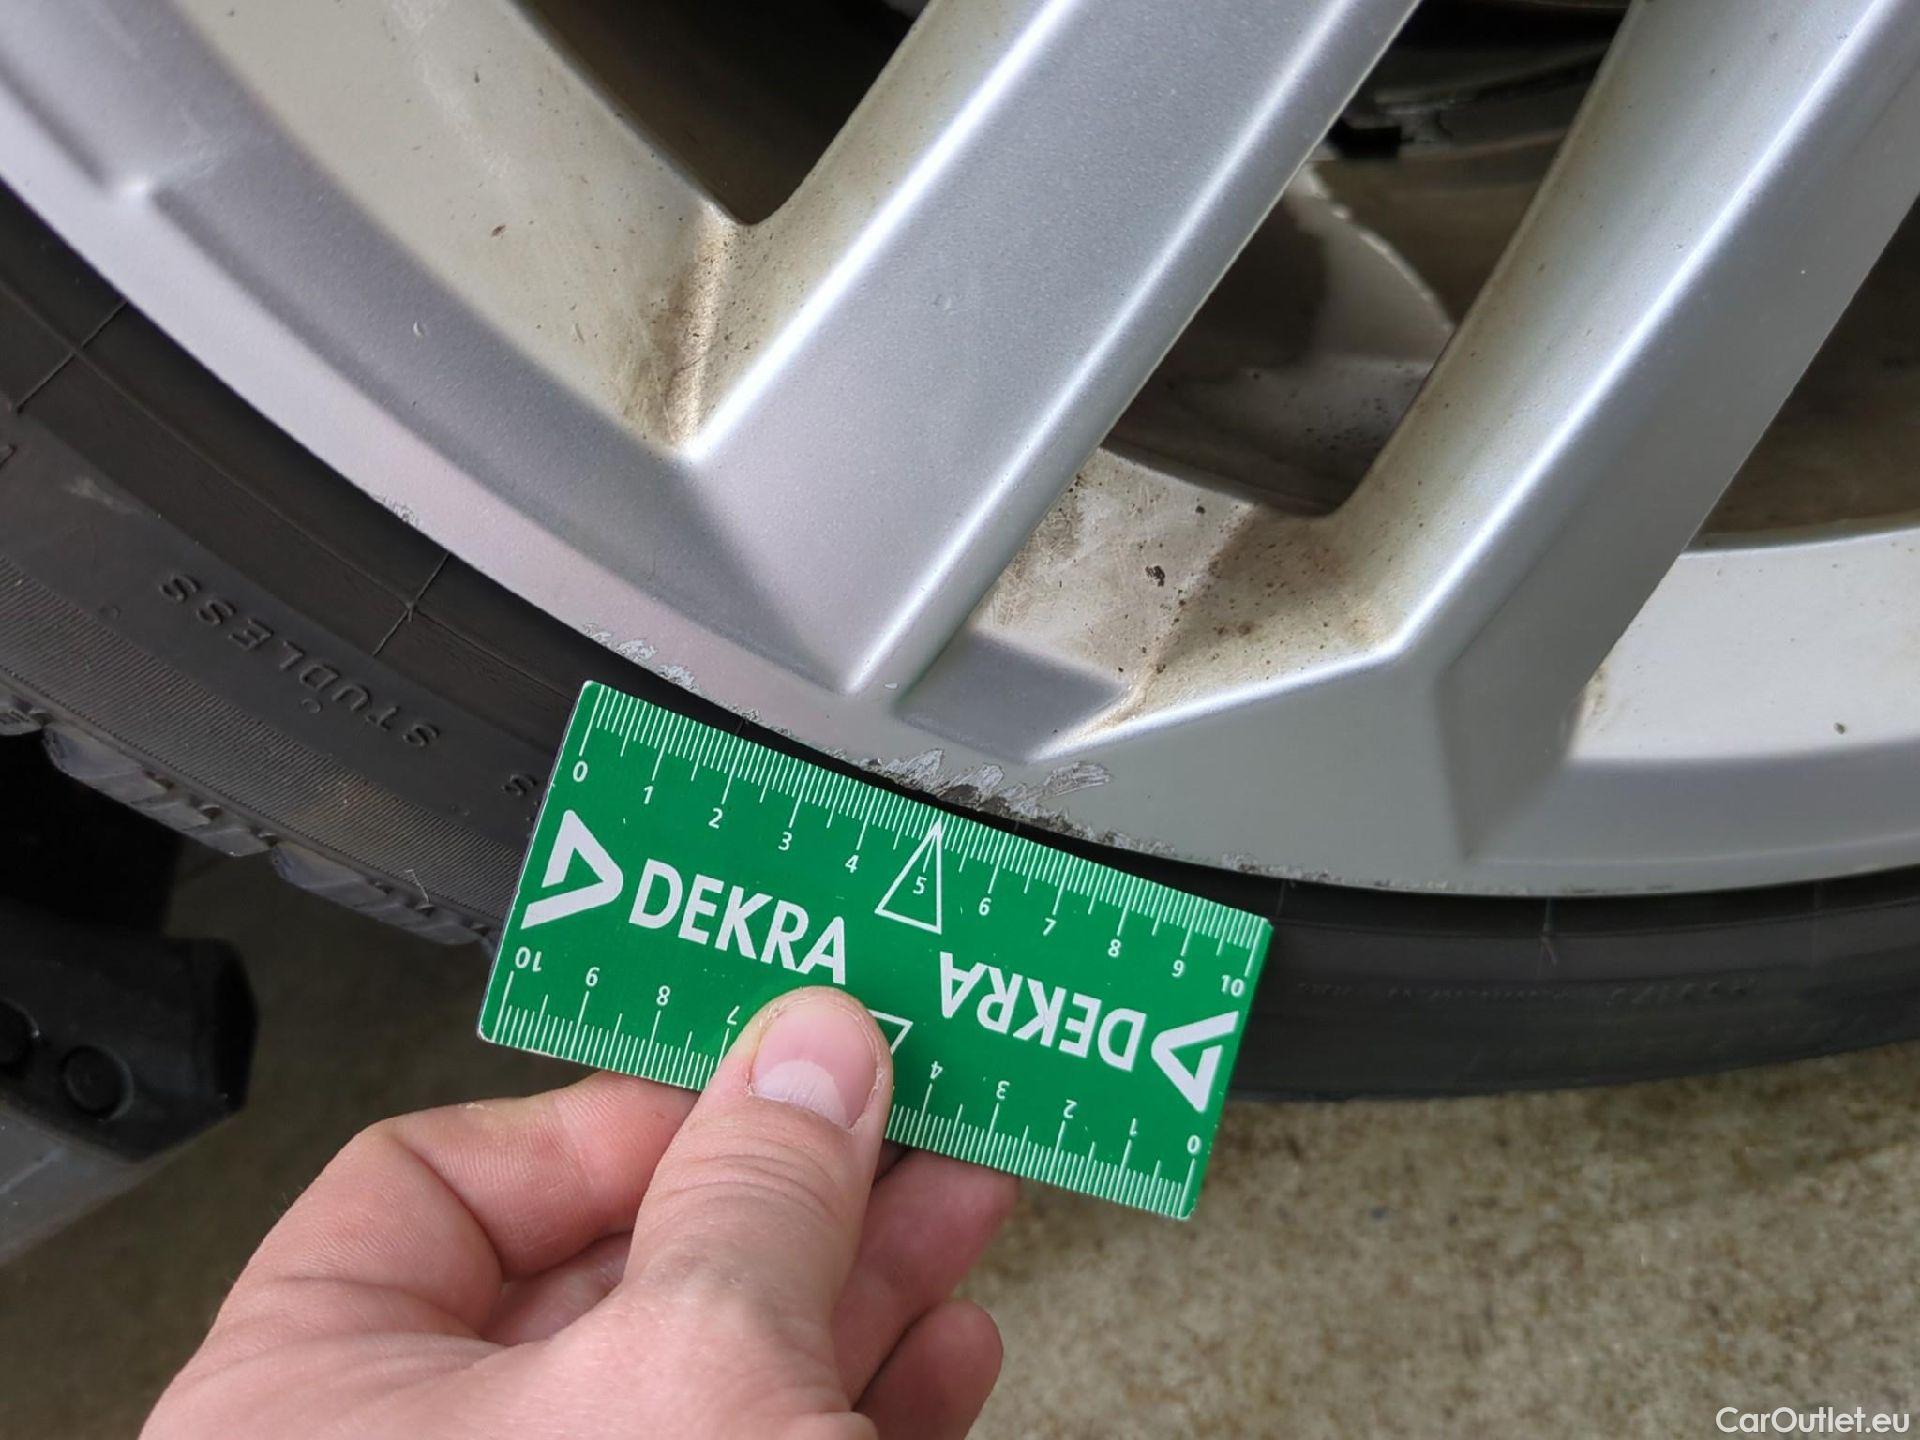 STUDLESS
0 1 2 3 4 5 6 7 8 9 10
DEKRA
DEKRA
10 9 8 7 4 3 2 1 0
CarOutlet.eu